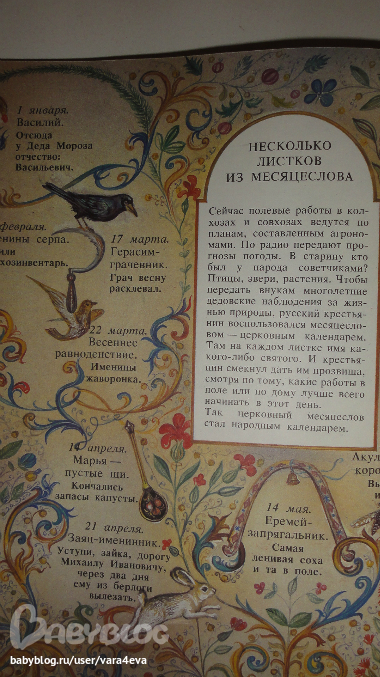 1 января.
Василий.
Отсюда
у Деда Мороза
отчество:
Васильевич.
февраля.
серпа.
17 марта.
Герасим-
грачевник.
Грач весну
расклевал.
22 марта.
Весеннее
равноденствие.
Именины
жаворонка.
апреля.
Марья —
пустые щи.
Кончались
запасы капусты.
21 апреля.
Заяц-именинник.
Уступи, зайка, дорогу
Михаилу Ивановичу,
через два дня
ему из берлоги
вылезать.
НЕСКОЛЬКО
ЛИСТКОВ
ИЗ МЕСЯЦЕСЛОВА
Сейчас полевые работы в кол-
хозах и совхозах ведутся по
планам, составленным агроно-
мами. По радио передают про-
гнозы погоды. В старину кто
был у народа советчиками?
Птицы, звери, растения. Чтобы
передать внукам многолетние
дедовские наблюдения за жиз-
нью природы, русский крестья-
нин воспользовался месяцесло-
вом — церковным календарем.
Там на каждом листке имя ка-
кого-либо святого. И крестья-
нин смекнул дать им прозвища,
смотря по тому, какие работы в
поле или по дому лучше всего
начинать в этот день.
Так церковный месяцеслов
стал народным календарем.
14 мая.
Еремей-
запрягальник.
Самая
ленивая соха
и та в поле.
BABYBLOG
babyblog.ru/user/vara4eva